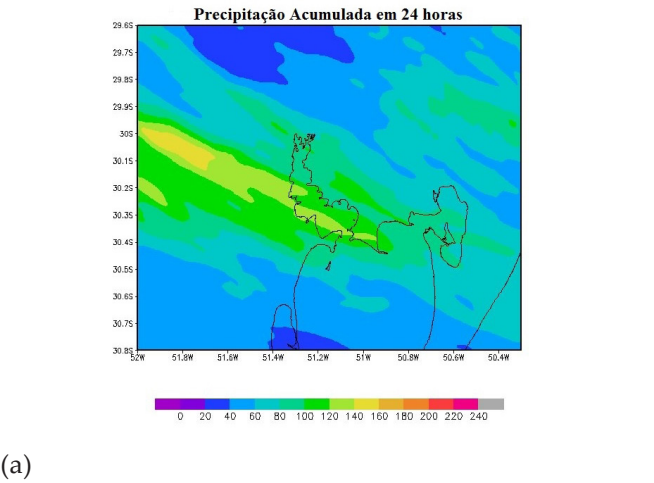 Precipitação Acumulada em 24 horas
29.6S
29.7S
29.8S
29.9S
30S
30.1S
30.2S
30.3S
30.4S
30.5S
30.6S
30.7S
30.8S
52W 51.8W 51.6W 51.4W 51.2W 51W 50.8W 50.6W 50.4W
0 20 40 60 80 100 120 140 160 180 200 220 240
(a)